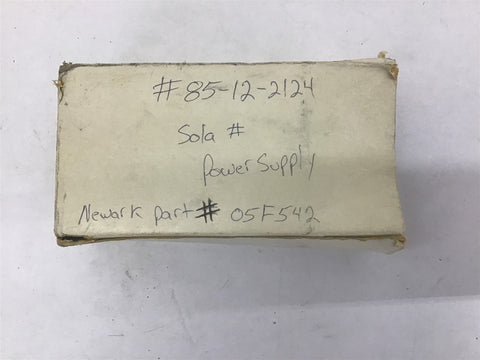 # 85-12-2124
Sola #
Power Supply
Newark Part # 05F542